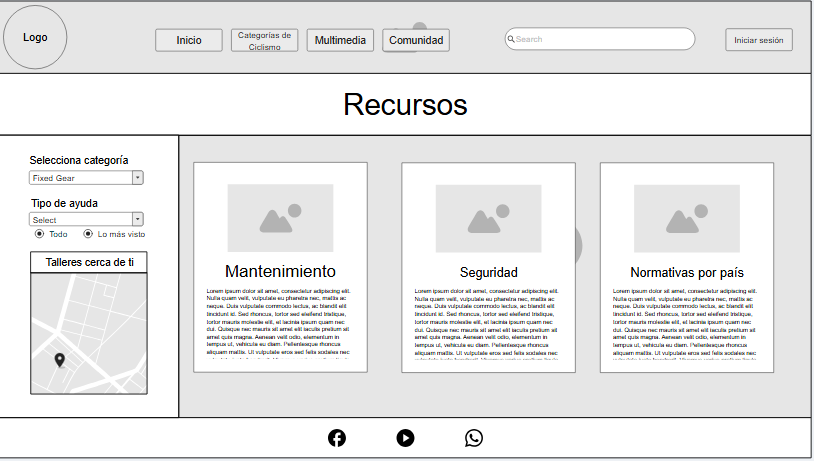 Logo
Inicio
Categorías de
Ciclismo
Multimedia
Comunidad
Search
Iniciar sesión
Recursos
Selecciona categoría
Fixed Gear
Tipo de ayuda
Select
Todo
Lo más visto
Talleres cerca de ti
Mantenimiento
Lorem ipsum dolor sit amet, consectetur adipiscing elit.
Nulla quam velit, vulputate eu pharetra nec, mattis ac
neque. Duis vulputate commodo lectus, ac blandit elit
tincidunt id. Sed rhoncus, tortor sed eleifend tristique,
tortor mauris molestie elit, et lacinia ipsum quam nec
dui. Quisque nec mauris sit amet elit iaculis pretium sit
amet quis magna. Aenean velit odio, elementum in
tempus ut, vehicula eu diam. Pellentesque rhoncus
aliquam mattis. Ut vulputate eros sed felis sodales nec
Seguridad
Lorem ipsum dolor sit amet, consectetur adipiscing elit.
Nulla quam velit, vulputate eu pharetra nec, mattis ac
neque. Duis vulputate commodo lectus, ac blandit elit
tincidunt id. Sed rhoncus, tortor sed eleifend tristique,
tortor mauris molestie elit, et lacinia ipsum quam nec
dui. Quisque nec mauris sit amet elit iaculis pretium sit
amet quis magna. Aenean velit odio, elementum in
tempus ut, vehicula eu diam. Pellentesque rhoncus
aliquam mattis. Ut vulputate eros sed felis sodales nec
Normativas por país
Lorem ipsum dolor sit amet, consectetur adipiscing elit.
Nulla quam velit, vulputate eu pharetra nec, mattis ac
neque. Duis vulputate commodo lectus, ac blandit elit
tincidunt id. Sed rhoncus, tortor sed eleifend tristique,
tortor mauris molestie elit, et lacinia ipsum quam nec
dui. Quisque nec mauris sit amet elit iaculis pretium sit
amet quis magna. Aenean velit odio, elementum in
tempus ut, vehicula eu diam. Pellentesque rhoncus
aliquam mattis. Ut vulputate eros sed felis sodales nec